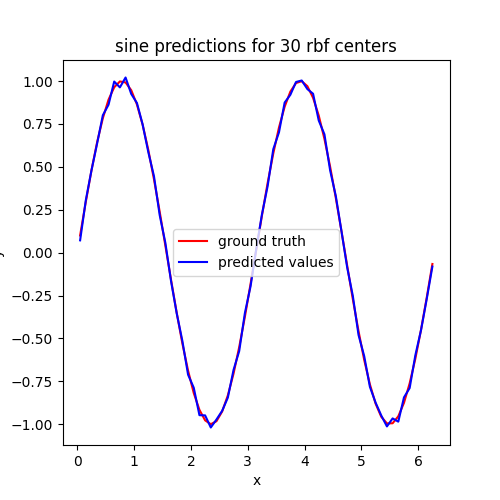 sine predictions for 30 rbf centers
1.00
0.75
0.50
0.25
0.00
−0.25
−0.50
−0.75
−1.00
ground truth
predicted values
0 1 2 3 4 5 6
x